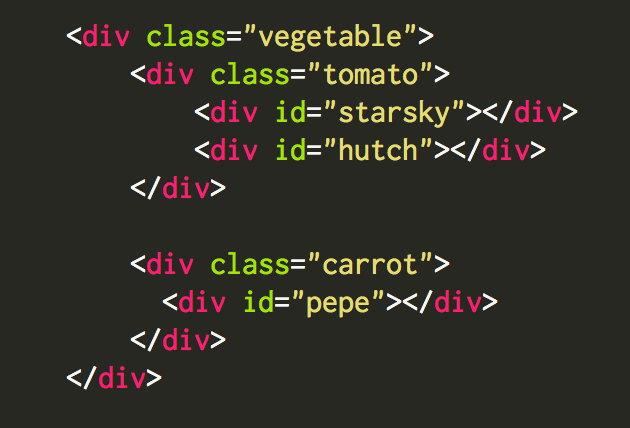 <div class="vegetable">
    <div class="tomato">
        <div id="starsky"></div>
        <div id="hutch"></div>
    </div>

    <div class="carrot">
      <div id="pepe"></div>
    </div>
</div>